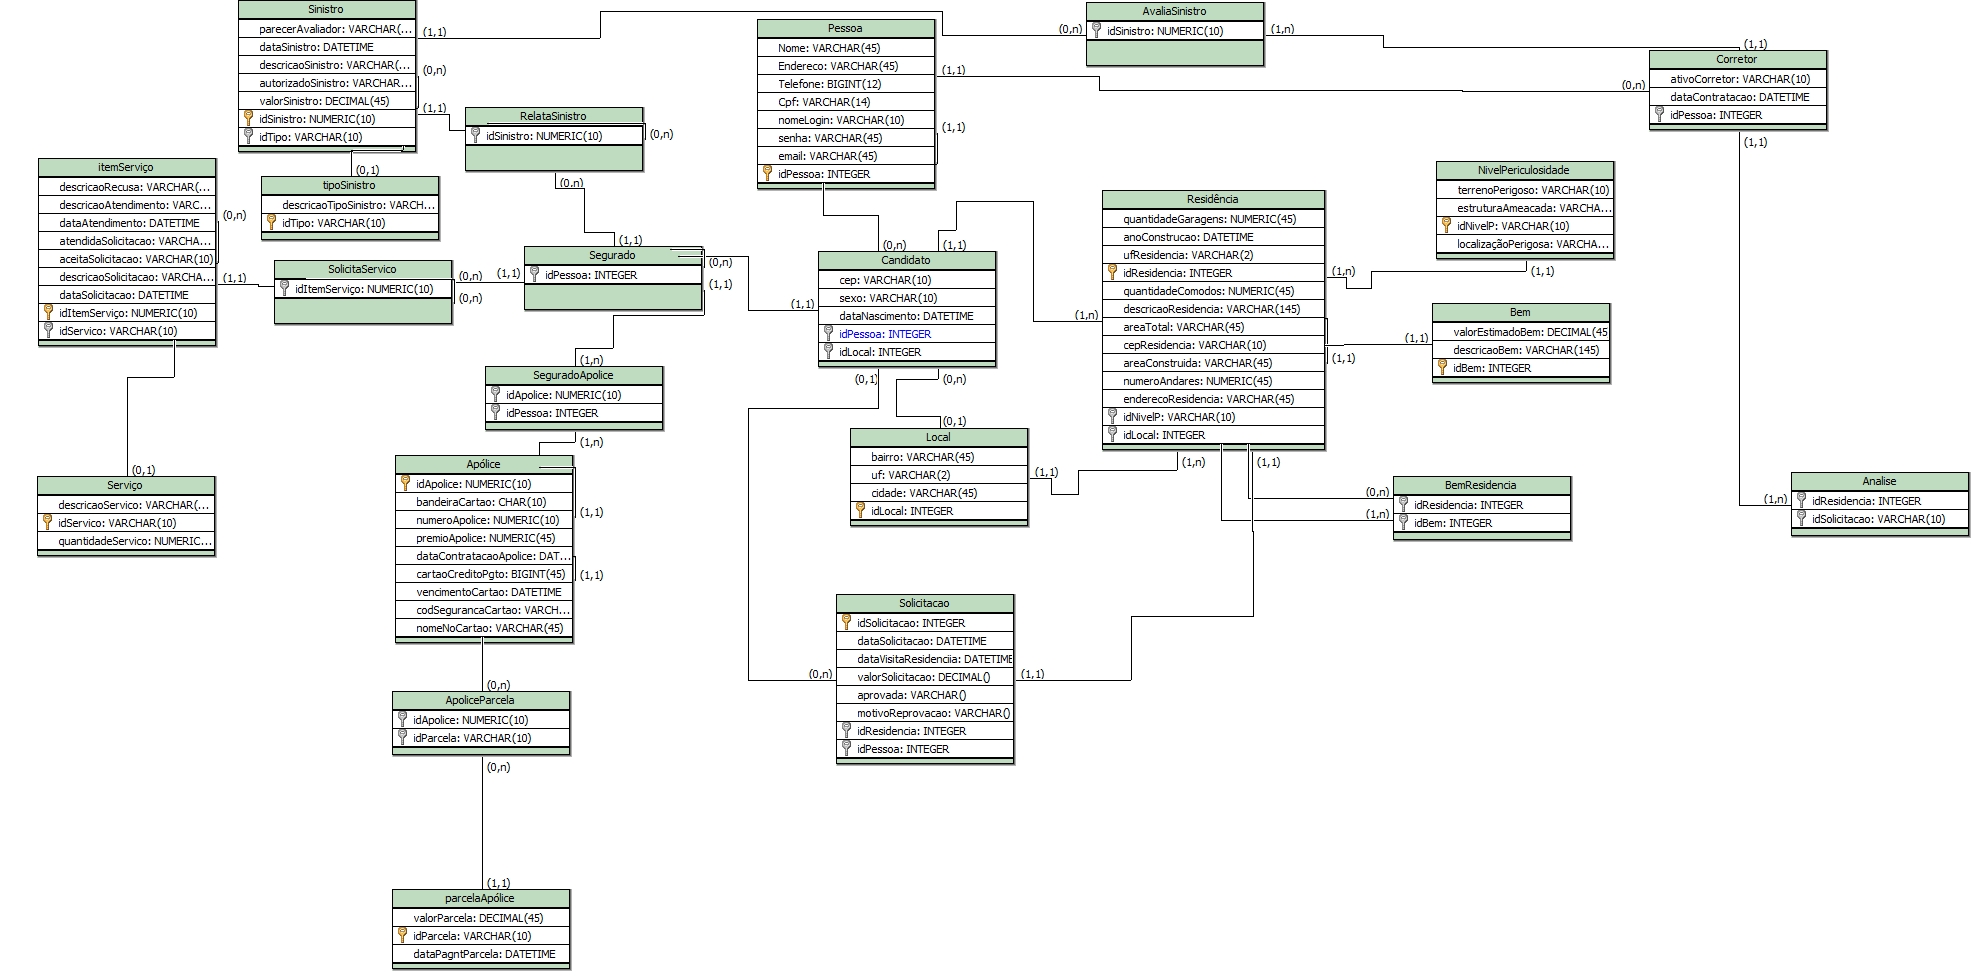 Sinistro
parecerAvaliador: VARCHAR(...
dataSinistro: DATETIME
descricaoSinistro: VARCHAR(...
autorizadoSinistro: VARCHAR...
valorSinistro: DECIMAL(45)
idSinistro: NUMERIC(10)
idTipo: VARCHAR(10)
(1,1)
(0,n)
(1,1)
(0,1)
Pessoa
Nome: VARCHAR(45)
Endereco: VARCHAR(45)
Telefone: BIGINT(12)
Cpf: VARCHAR(14)
nomeLogin: VARCHAR(10)
senha: VARCHAR(45)
email: VARCHAR(45)
idPessoa: INTEGER
(1,1)
(1,1)
(0,n)
AvaliaSinistro
idSinistro: NUMERIC(10)
(0,n)
(1,n)
(1,1)
Corretor
ativoCorretor: VARCHAR(10)
dataContratacao: DATETIME
idPessoa: INTEGER
(0,n)
(1,1)
RelataSinistro
idSinistro: NUMERIC(10)
(0,n)
(0,n)
itemServiço
descricaoRecusa: VARCHAR(...
descricaoAtendimento: VARC...
dataAtendimento: DATETIME
atendidaSolicitacao: VARCHA...
aceitaSolicitacao: VARCHAR(10)
descricaoSolicitacao: VARCHA...
dataSolicitacao: DATETIME
idItemServiço: NUMERIC(10)
idServico: VARCHAR(10)
(0,n)
(1,1)
tipoSinistro
descricaoTipoSinistro: VARCH...
idTipo: VARCHAR(10)
NivelPericulosidade
terrenoPerigoso: VARCHAR(10)
estruturaAmeacada: VARCHA...
idNivelP: VARCHAR(10)
localizaçãoPerigosa: VARCHA...
(1,1)
Residência
quantidadeGaragens: NUMERIC(45)
anoConstrucao: DATETIME
ufResidencia: VARCHAR(2)
idResidencia: INTEGER
quantidadeComodos: NUMERIC(45)
descricaoResidencia: VARCHAR(145)
areaTotal: VARCHAR(45)
cepResidencia: VARCHAR(10)
areaConstruida: VARCHAR(45)
numeroAndares: NUMERIC(45)
enderecoResidencia: VARCHAR(45)
idNivelP: VARCHAR(10)
idLocal: INTEGER
(1,n)
(1,n)
(1,1)
(1,1)
(1,n)
(1,1)
SolicitaServico
idItemServiço: NUMERIC(10)
(0,n)
(0,n)
(1,1)
(1,1)
Segurado
idPessoa: INTEGER
(0,n)
(1,1)
Candidato
cep: VARCHAR(10)
sexo: VARCHAR(10)
dataNascimento: DATETIME
idPessoa: INTEGER
idLocal: INTEGER
(1,1)
(1,1)
(0,1)
(0,n)
Bem
valorEstimadoBem: DECIMAL(45
descricaoBem: VARCHAR(145)
idBem: INTEGER
(1,n)
SeguradoApolice
idApolice: NUMERIC(10)
idPessoa: INTEGER
(1,n)
(0,1)
Local
bairro: VARCHAR(45)
uf: VARCHAR(2)
cidade: VARCHAR(45)
idLocal: INTEGER
(1,1)
Apólice
idApolice: NUMERIC(10)
bandeiraCartao: CHAR(10)
numeroApolice: NUMERIC(10)
premioApolice: NUMERIC(45)
dataContratacaoApolice: DAT...
cartaoCreditoPgto: BIGINT(45)
vencimentoCartao: DATETIME
codSegurancaCartao: VARCH...
nomeNoCartao: VARCHAR(45)
(1,1)
(1,1)
(0,1)
Serviço
descricaoServico: VARCHAR(...
idServico: VARCHAR(10)
quantidadeServico: NUMERIC...
BemResidencia
idResidencia: INTEGER
idBem: INTEGER
(0,n)
(1,n)
Analise
idResidencia: INTEGER
idSolicitacao: VARCHAR(10)
(1,n)
Solicitacao
idSolicitacao: INTEGER
dataSolicitacao: DATETIME
dataVisitaResidenciia: DATETIME
valorSolicitacao: DECIMAL()
aprovada: VARCHAR()
motivoReprovacao: VARCHAR()
idResidencia: INTEGER
idPessoa: INTEGER
(0,n)
(1,1)
(0,n)
ApoliceParcela
idApolice: NUMERIC(10)
idParcela: VARCHAR(10)
(0,n)
(1,1)
parcelaApólice
valorParcela: DECIMAL(45)
idParcela: VARCHAR(10)
dataPagntParcela: DATETIME